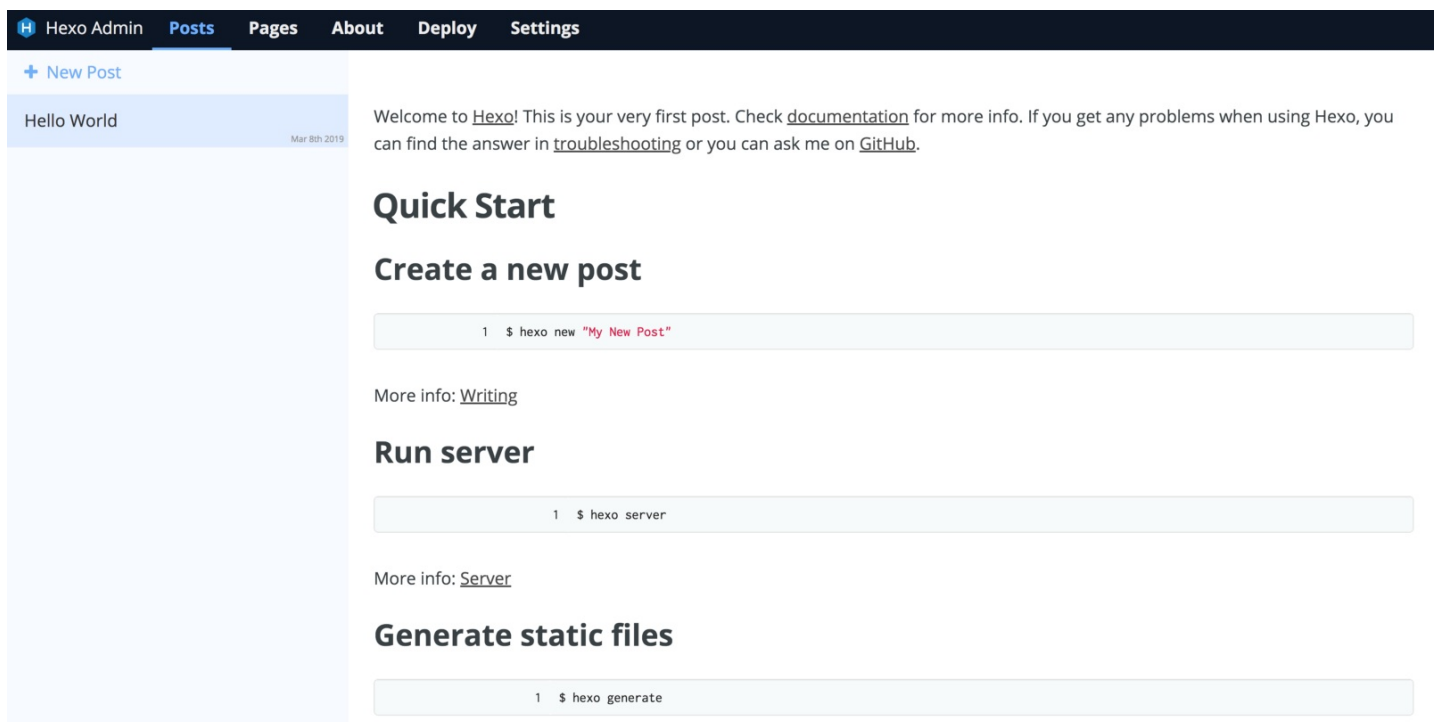 Hexo Admin Posts Pages About Deploy Settings
+ New Post
Hello World
Mar 8th 2019
Welcome to Hexo! This is your very first post. Check documentation for more info. If you get any problems when using Hexo, you
can find the answer in troubleshooting or you can ask me on GitHub.
Quick Start
Create a new post
1 $ hexo new "My New Post"
More info: Writing
Run server
1 $ hexo server
More info: Server
Generate static files
1 $ hexo generate